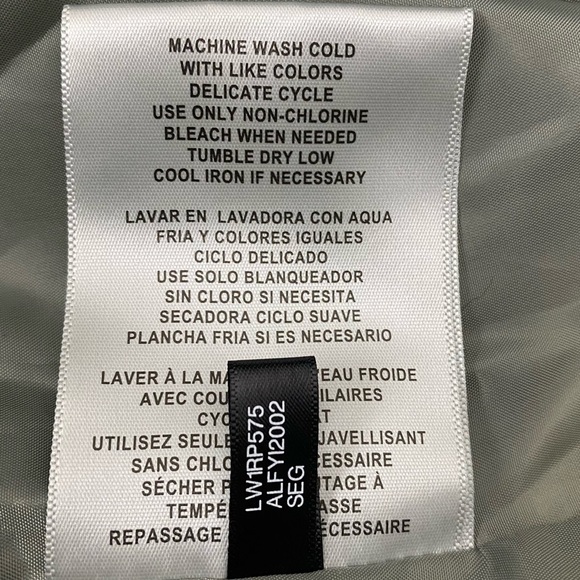 MACHINE WASH COLD
WITH LIKE COLORS
DELICATE CYCLE
USE ONLY NON-CHLORINE
BLEACH WHEN NEEDED
TUMBLE DRY LOW
COOL IRON IF NECESSARY
LAVAR EN LAVADORA CON AQUA
FRIA Y COLORES IGUALES
CICLO DELICADO
USE SOLO BLANQUEADOR
SIN CLORO SI NECESITA
SECADORA CICLO SUAVE
PLANCHA FRIA SI ES NECESARIO
LAVER À LA EAU FROIDE
AVEC
UTILISEZ JAVELLISANT
SANS
SÉCHER À
REPASSAGE
LW1RP575
ALFYI2002
SEG